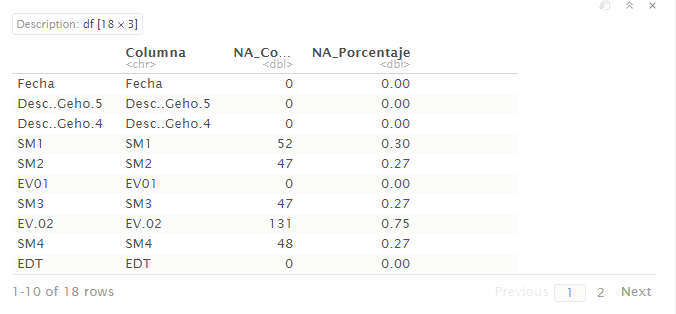 Description: df [18 × 3]
Columna NA_Co... NA_Porcentaje
<chr> <dbl> <dbl>
Fecha Fecha 0 0.00
Desc..Geho.5 Desc..Geho.5 0 0.00
Desc..Geho.4 Desc..Geho.4 0 0.00
SM1 SM1 52 0.30
SM2 SM2 47 0.27
EV01 EV01 0 0.00
SM3 SM3 47 0.27
EV.02 EV.02 131 0.75
SM4 SM4 48 0.27
EDT EDT 0 0.00
1-10 of 18 rows Previous 1 2 Next